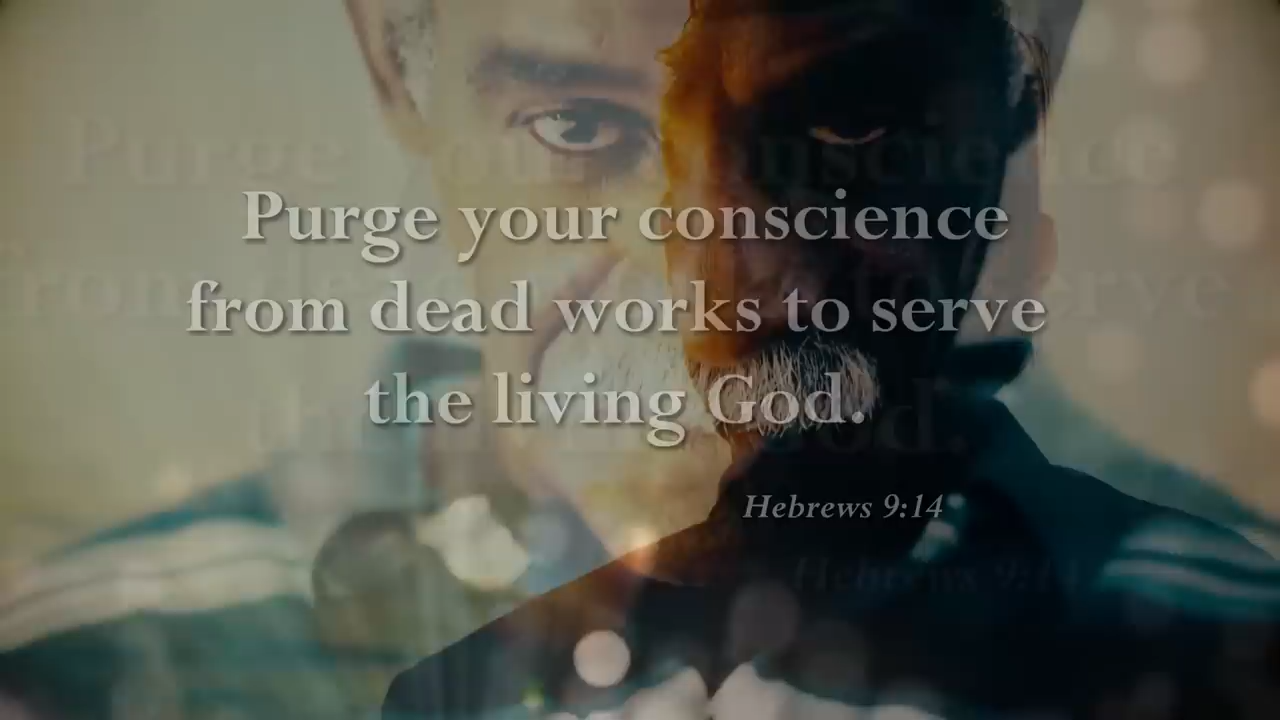 Purge your conscience
from dead works to serve
the living God.
Hebrews 9:14